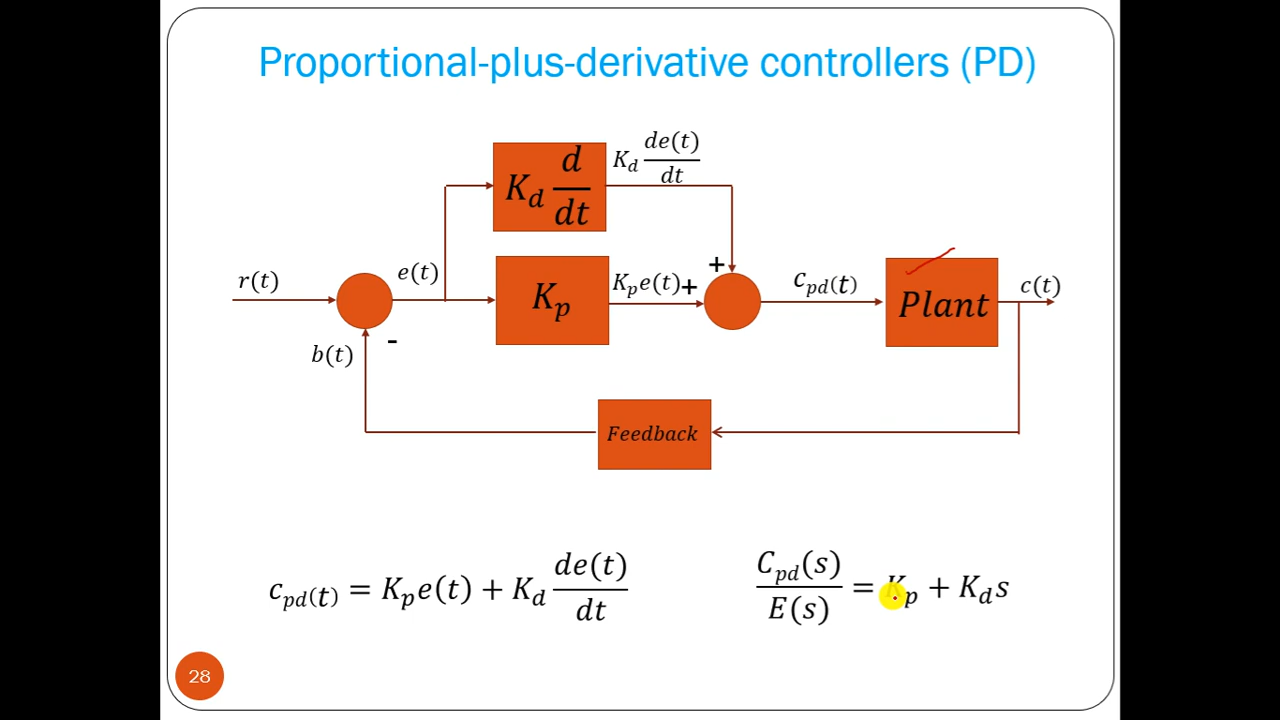 Proportional-plus-derivative controllers (PD)
K_d d/dt
K_d de(t)/dt
r(t)
e(t)
K_p
K_p e(t)
+
+
c_pd(t)
Plant
c(t)
b(t)
-
Feedback
c_pd(t) = K_p e(t) + K_d de(t)/dt
C_pd(s)/E(s) = K_p + K_d s
28